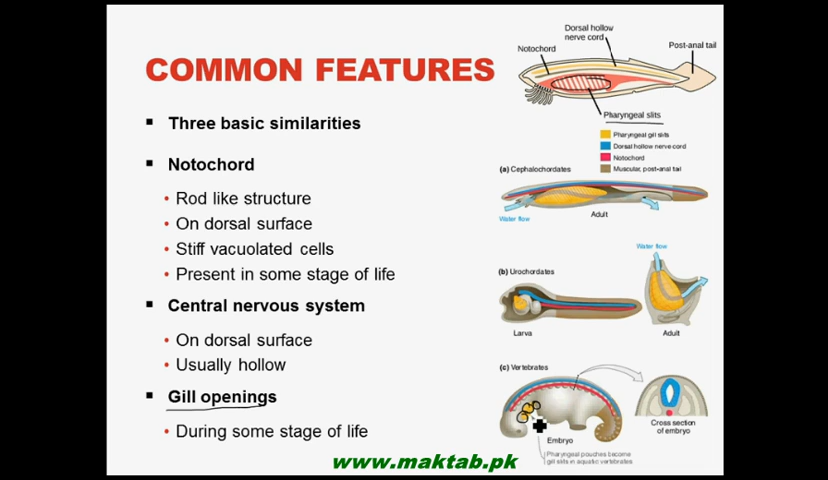 COMMON FEATURES
Three basic similarities
Notochord
Rod like structure
On dorsal surface
Stiff vacuolated cells
Present in some stage of life
Central nervous system
On dorsal surface
Usually hollow
Gill openings
During some stage of life
Dorsal hollow
nerve cord
Notochord
Post-anal tail
Pharyngeal slits
Pharyngeal gill slits
Dorsal hollow nerve cord
Notochord
Muscular, post-anal tail
(a) Cephalochordates
Water flow
Adult
Water flow
(b) Urochordates
Larva
Adult
(c) Vertebrates
Cross section
of embryo
Embryo
Pharyngeal pouches become
gill slits in aquatic vertebrates
www.maktab.pk